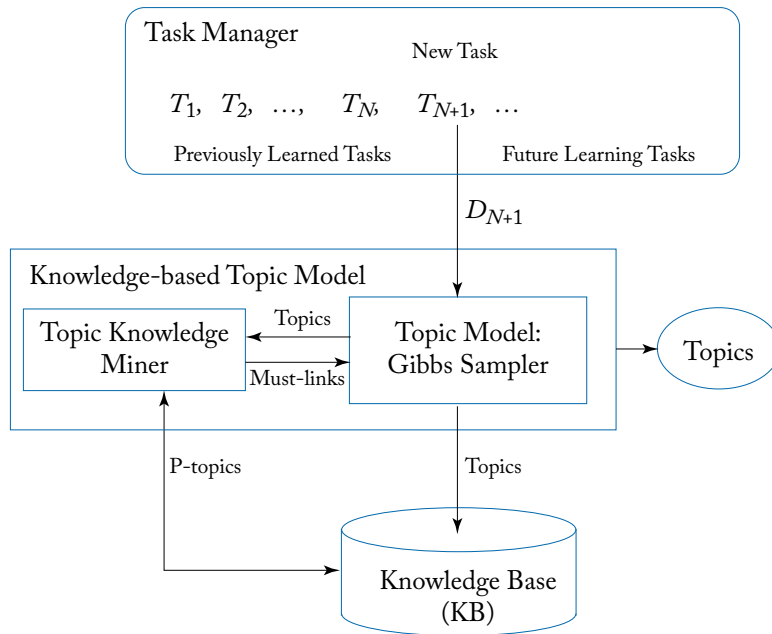 Task Manager
New Task
T1, T2, …, TN, TN+1, …
Previously Learned Tasks
Future Learning Tasks
DN+1
Knowledge-based Topic Model
Topic Knowledge
Miner
Topics
Must-links
Topic Model:
Gibbs Sampler
Topics
P-topics
Topics
Knowledge Base
(KB)